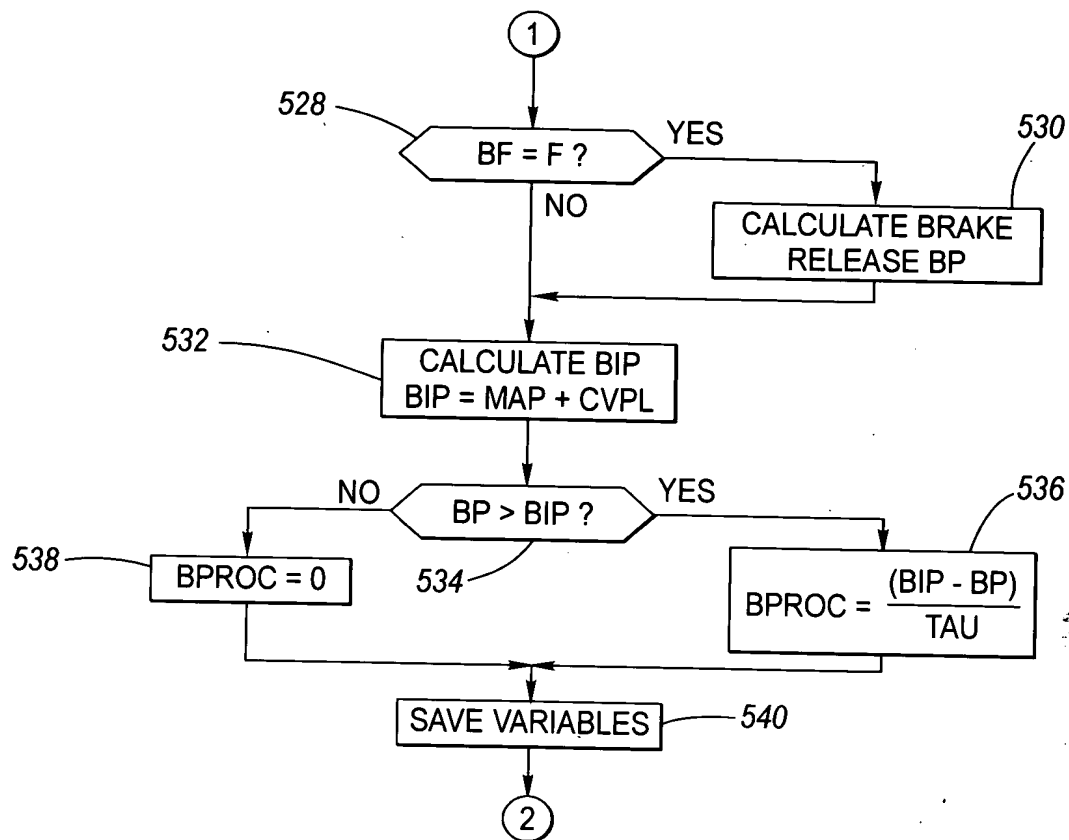 1
528
BF = F ?
YES
530
NO
CALCULATE BRAKE
RELEASE BP
532
CALCULATE BIP
BIP = MAP + CVPL
NO
BP > BIP ?
YES
536
538
BPROC = 0
534
BPROC = (BIP - BP)
TAU
SAVE VARIABLES
540
2